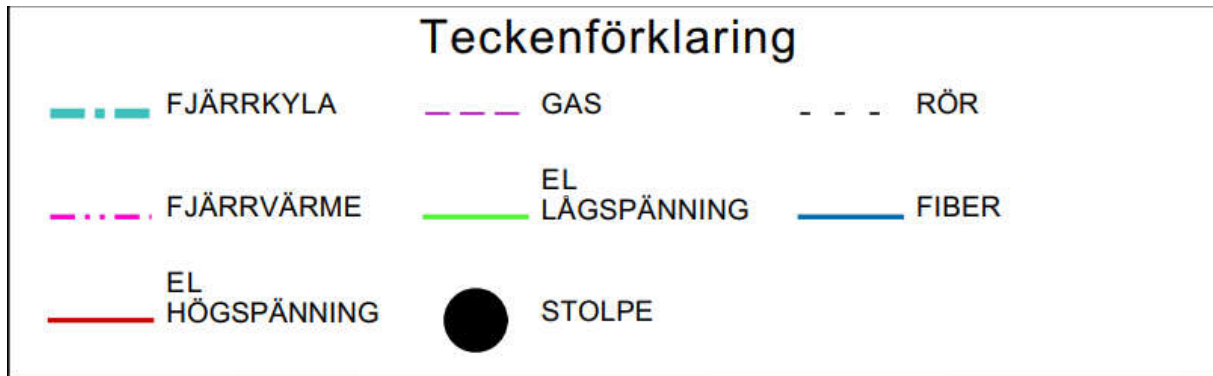 Teckenförklaring
FJÄRRKYLA
GAS
RÖR
FJÄRRVÄRME
EL
LÅGSPÄNNING
FIBER
EL
HÖGSPÄNNING
STOLPE